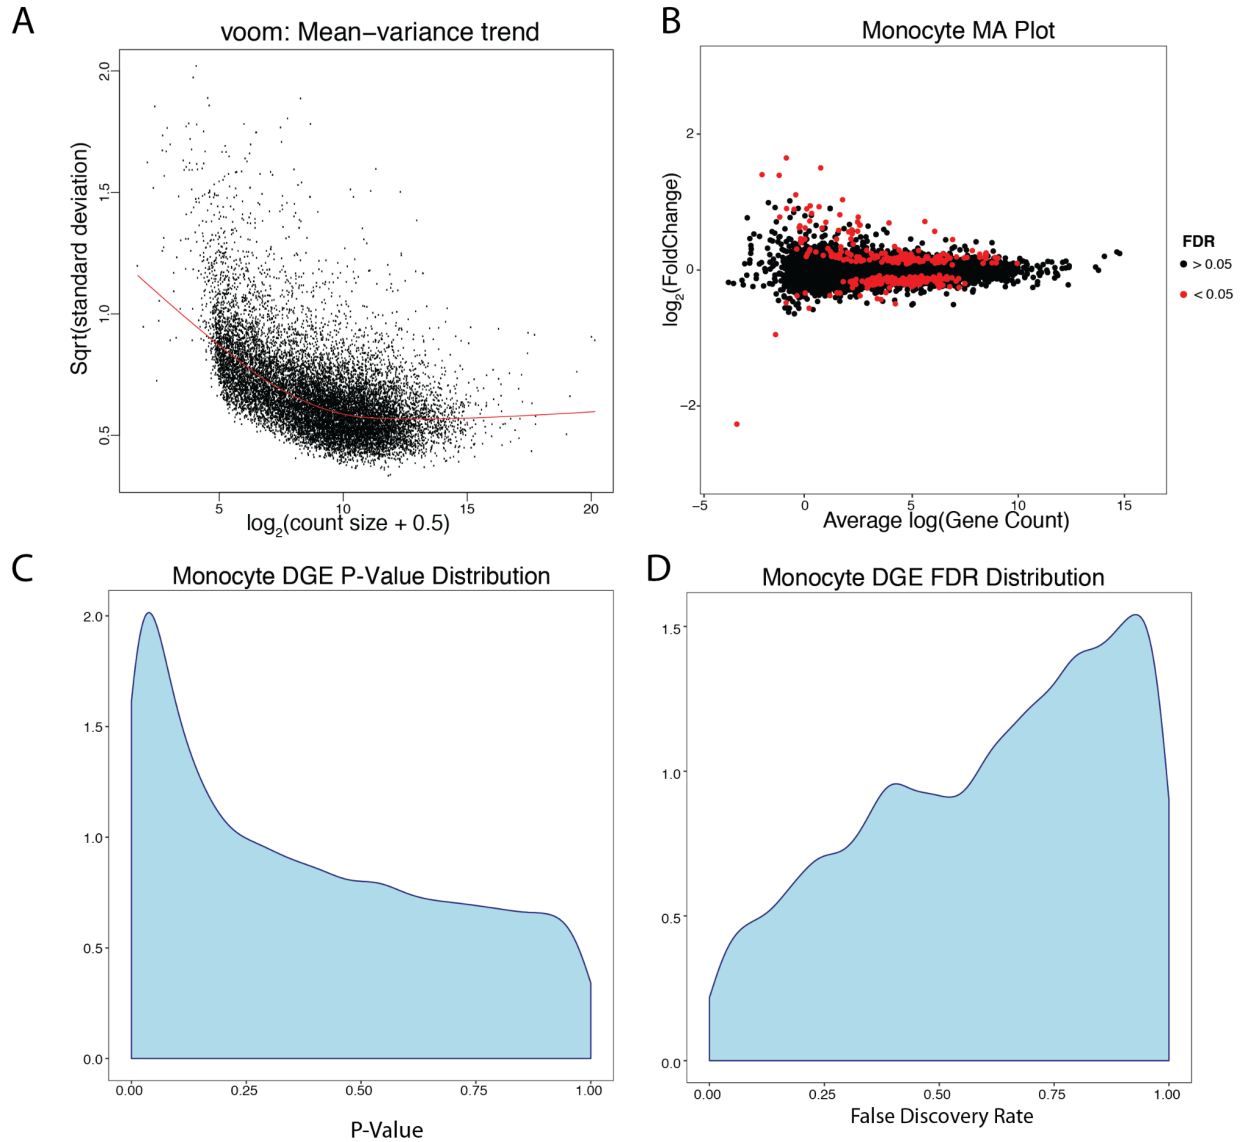 A
voom: Mean−variance trend
Sqrt(standard deviation)
2.0
1.5
1.0
0.5
5
10
15
20
log2(count size + 0.5)
B
Monocyte MA Plot
log2(FoldChange)
2
0
−2
−5
0
5
10
15
Average log(Gene Count)
FDR
> 0.05
< 0.05
C
Monocyte DGE P-Value Distribution
2.0
1.5
1.0
0.5
0.0
0.00
0.25
0.50
0.75
1.00
P-Value
D
Monocyte DGE FDR Distribution
1.5
1.0
0.5
0.0
0.00
0.25
0.50
0.75
1.00
False Discovery Rate